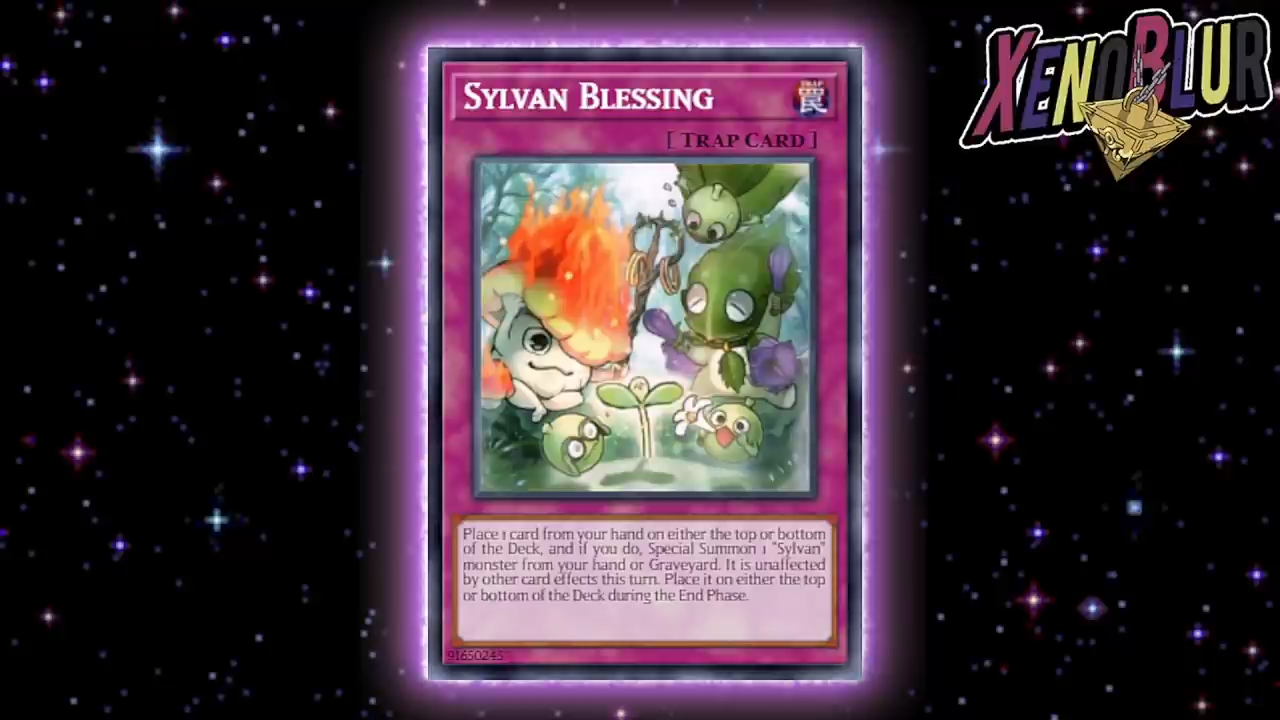 XENOBLUR
SYLVAN BLESSING
TRAP
罠
[ TRAP CARD ]
Place 1 card from your hand on either the top or bottom
of the Deck, and if you do, Special Summon 1 "Sylvan"
monster from your hand or Graveyard. It is unaffected
by other card effects this turn. Place it on either the top
or bottom of the Deck during the End Phase.
91650245